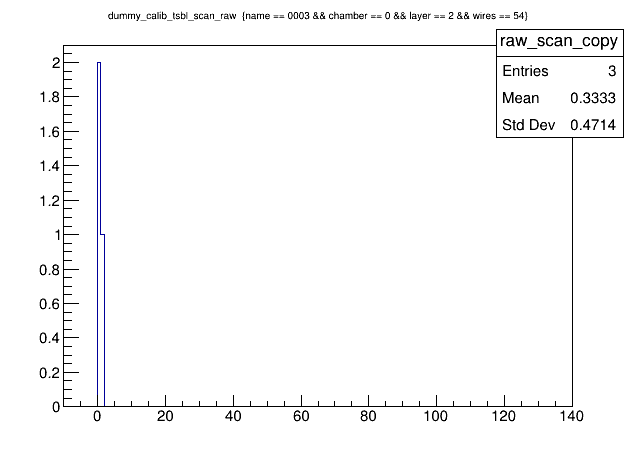 dummy_calib_tsbl_scan_raw {name == 0003 && chamber == 0 && layer == 2 && wires == 54}
raw_scan_copy
Entries 3
Mean 0.3333
Std Dev 0.4714
2
1.8
1.6
1.4
1.2
1
0.8
0.6
0.4
0.2
0
0 20 40 60 80 100 120 140